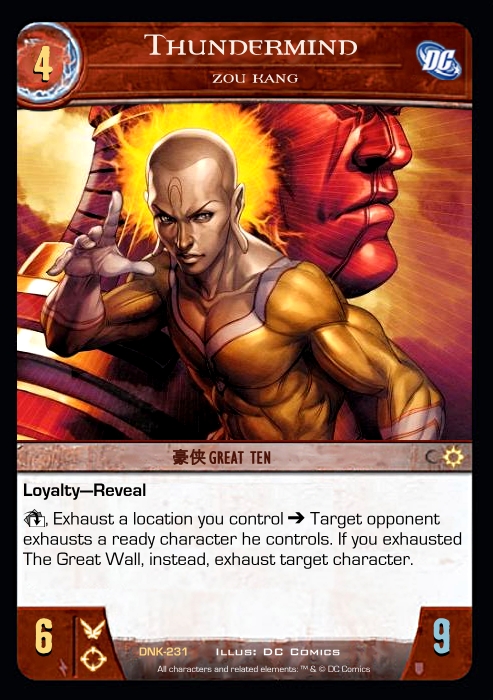 4
THUNDERMIND
ZOU KANG
DC
豪侠 GREAT TEN
Loyalty—Reveal
, Exhaust a location you control ➔ Target opponent
exhausts a ready character he controls. If you exhausted
The Great Wall, instead, exhaust target character.
6
9
DNK-231 ILLUS: DC COMICS
All characters and related elements: ™ & © DC Comics